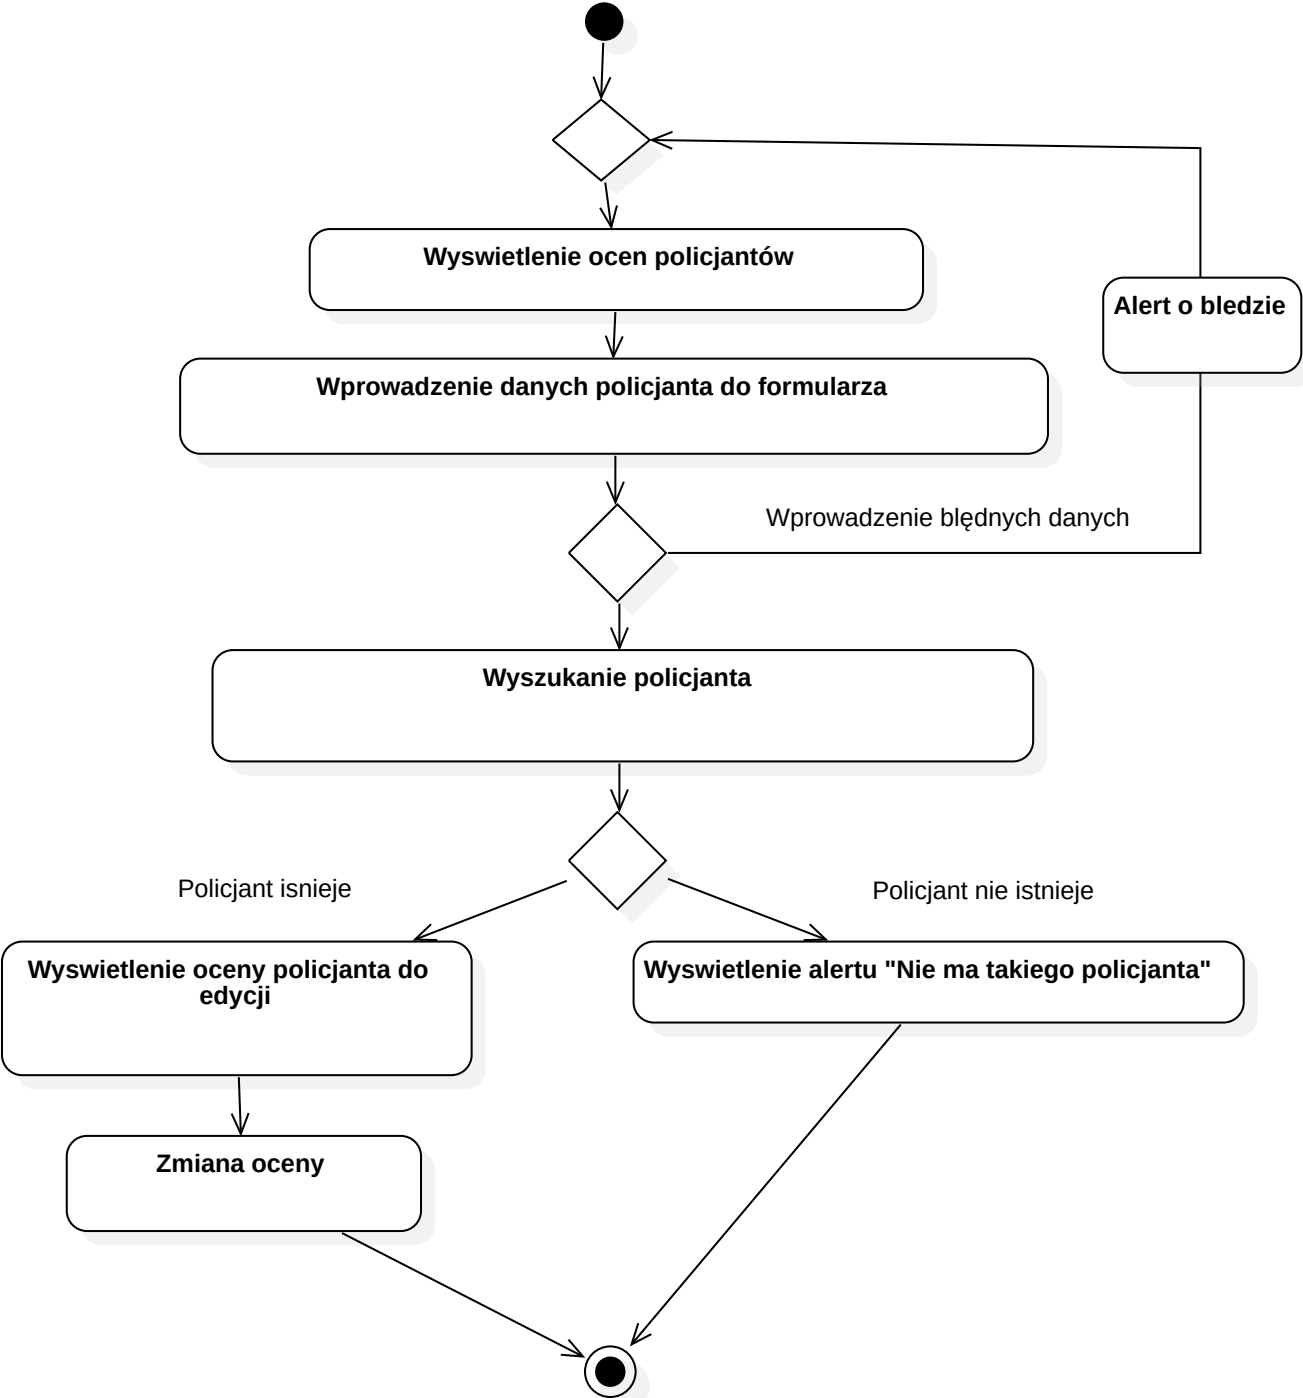 Wyswietlenie ocen policjantów
Alert o bledzie
Wprowadzenie danych policjanta do formularza
Wprowadzenie blędnych danych
Wyszukanie policjanta
Policjant isnieje
Policjant nie istnieje
Wyswietlenie oceny policjanta do
edycji
Wyswietlenie alertu "Nie ma takiego policjanta"
Zmiana oceny